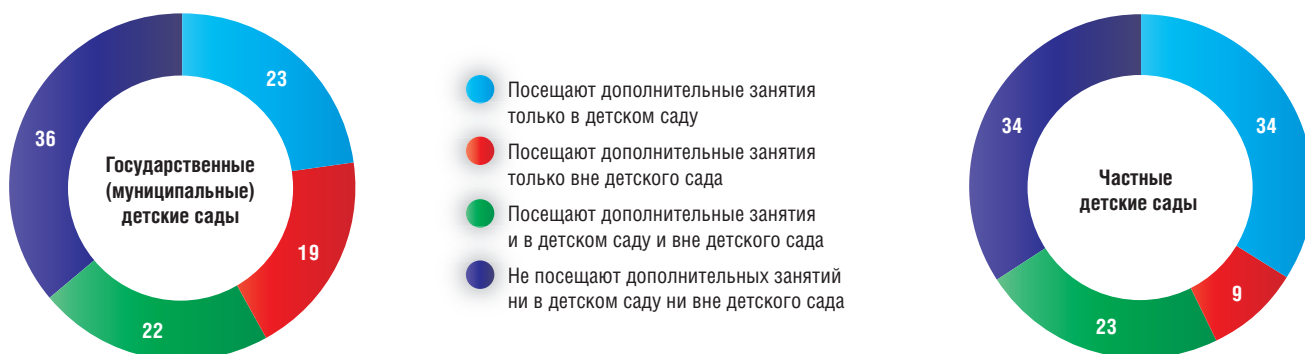 23
19
22
36
Государственные
(муниципальные)
детские сады
Посещают дополнительные занятия
только в детском саду
Посещают дополнительные занятия
только вне детского сада
Посещают дополнительные занятия
и в детском саду и вне детского сада
Не посещают дополнительных занятий
ни в детском саду ни вне детского сада
34
9
23
34
Частные
детские сады